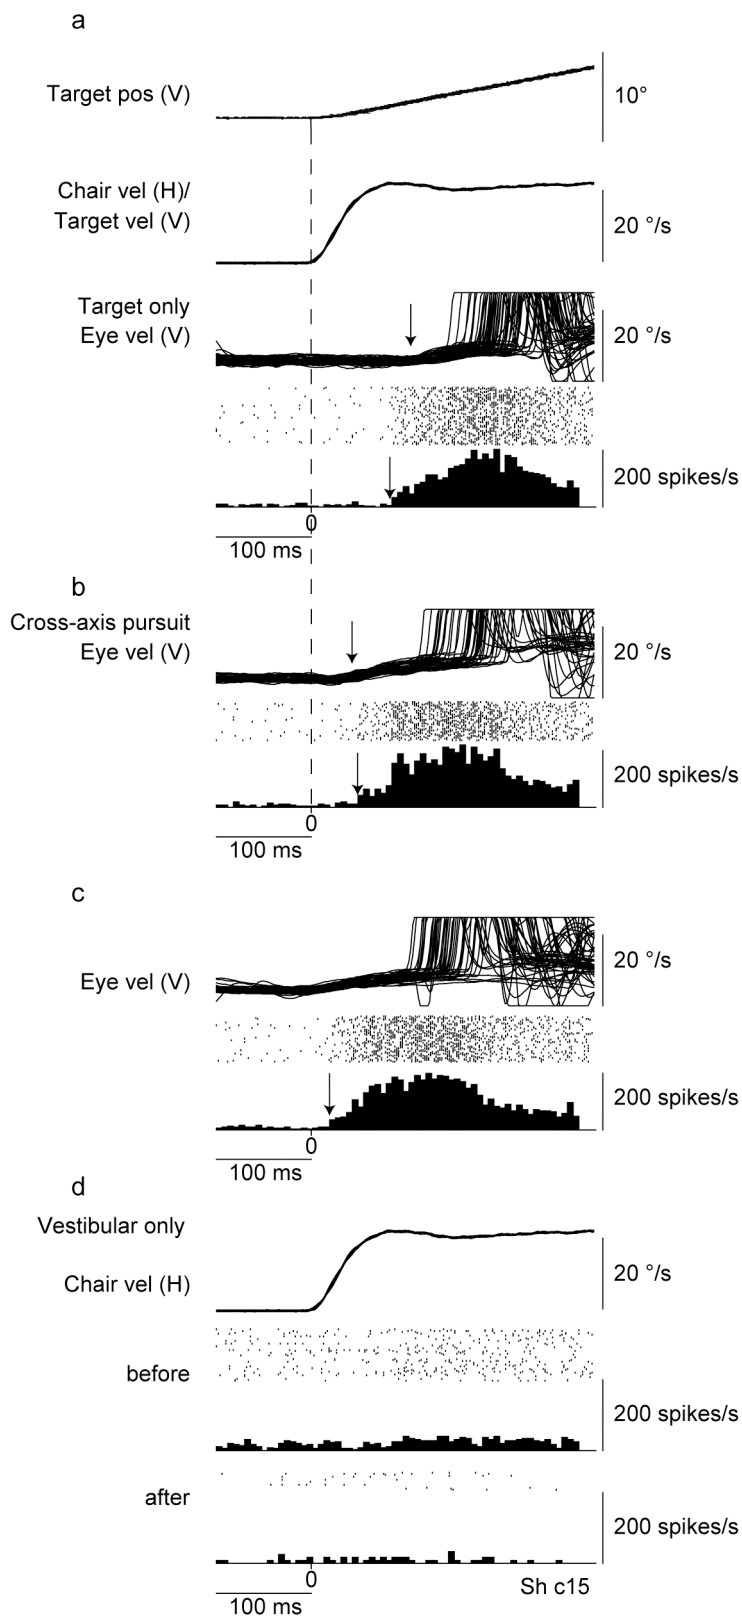 a
Target pos (V)
10°
Chair vel (H)/
Target vel (V)
20 °/s
Target only
Eye vel (V)
20 °/s
200 spikes/s
0
100 ms
b
Cross-axis pursuit
Eye vel (V)
20 °/s
200 spikes/s
0
100 ms
c
Eye vel (V)
20 °/s
200 spikes/s
0
100 ms
d
Vestibular only
Chair vel (H)
20 °/s
before
200 spikes/s
after
200 spikes/s
0
Sh c15
100 ms